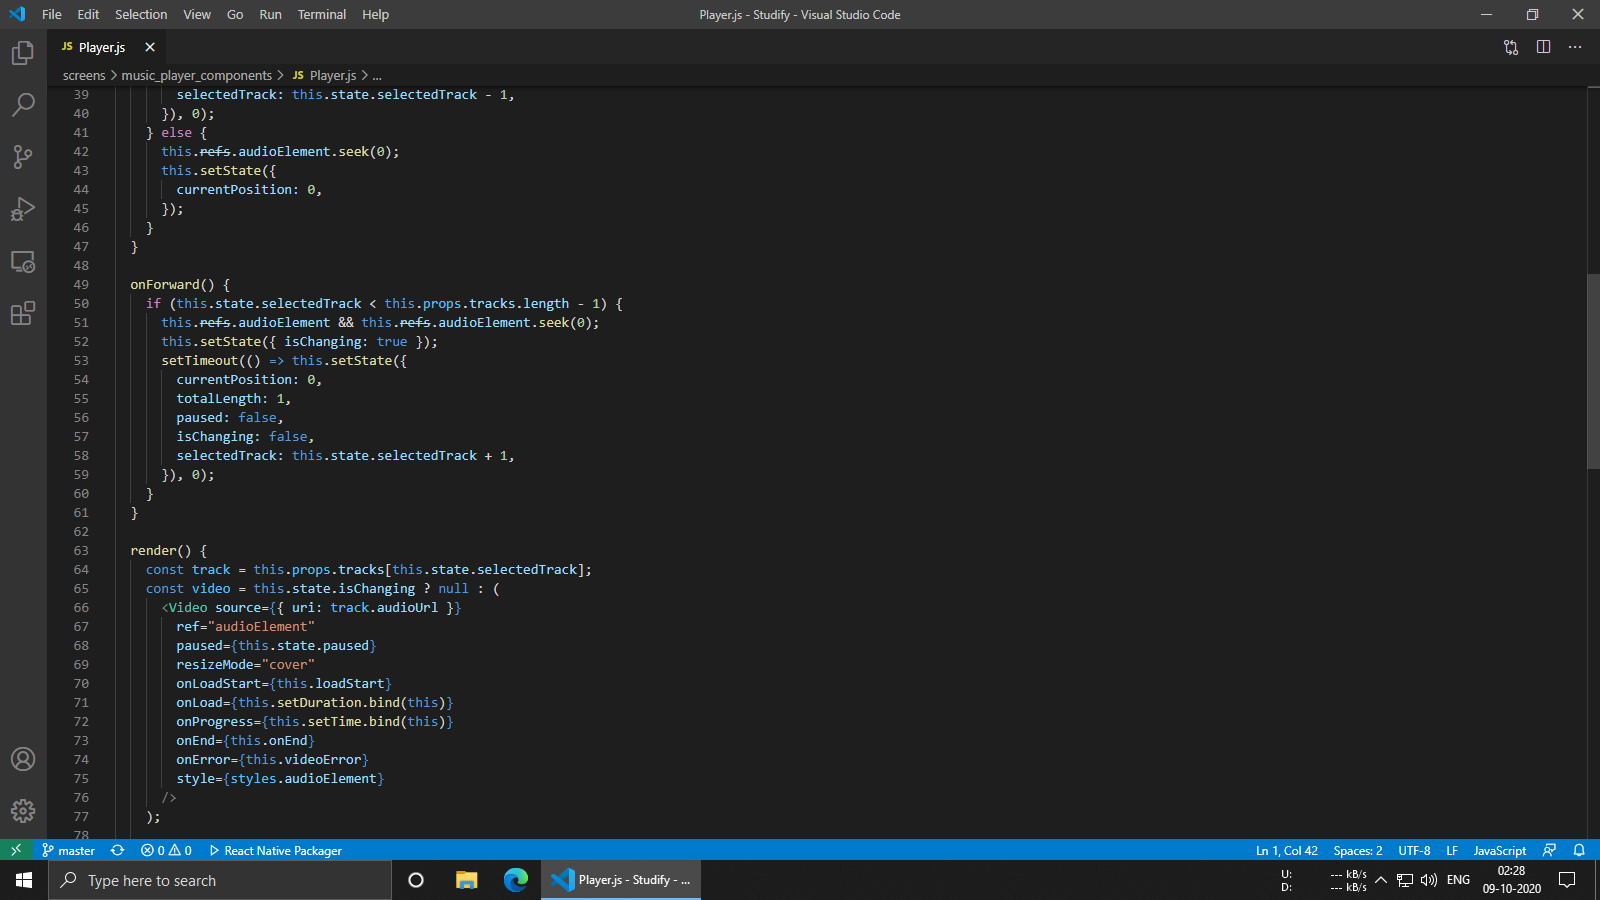 File Edit Selection View Go Run Terminal Help
Player.js - Studify - Visual Studio Code
JS Player.js
screens > music_player_components > JS Player.js > ...
39 selectedTrack: this.state.selectedTrack - 1,
40 }), 0);
41 } else {
42 this.refs.audioElement.seek(0);
43 this.setState({
44 currentPosition: 0,
45 });
46 }
47 }
48
49 onForward() {
50 if (this.state.selectedTrack < this.props.tracks.length - 1) {
51 this.refs.audioElement && this.refs.audioElement.seek(0);
52 this.setState({ isChanging: true });
53 setTimeout(() => this.setState({
54 currentPosition: 0,
55 totalLength: 1,
56 paused: false,
57 isChanging: false,
58 selectedTrack: this.state.selectedTrack + 1,
59 }), 0);
60 }
61 }
62
63 render() {
64 const track = this.props.tracks[this.state.selectedTrack];
65 const video = this.state.isChanging ? null : (
66 <Video source={{ uri: track.audioUrl }}
67 ref="audioElement"
68 paused={this.state.paused}
69 resizeMode="cover"
70 onLoadStart={this.loadStart}
71 onLoad={this.setDuration.bind(this)}
72 onProgress={this.setTime.bind(this)}
73 onEnd={this.onEnd}
74 onError={this.videoError}
75 style={styles.audioElement}
76 />
77 );
78
master 0 0 React Native Packager Ln 1, Col 42 Spaces: 2 UTF-8 LF JavaScript
Type here to search
Player.js - Studify - ...
U: --- kB/s
D: --- kB/s
ENG
02:28
09-10-2020